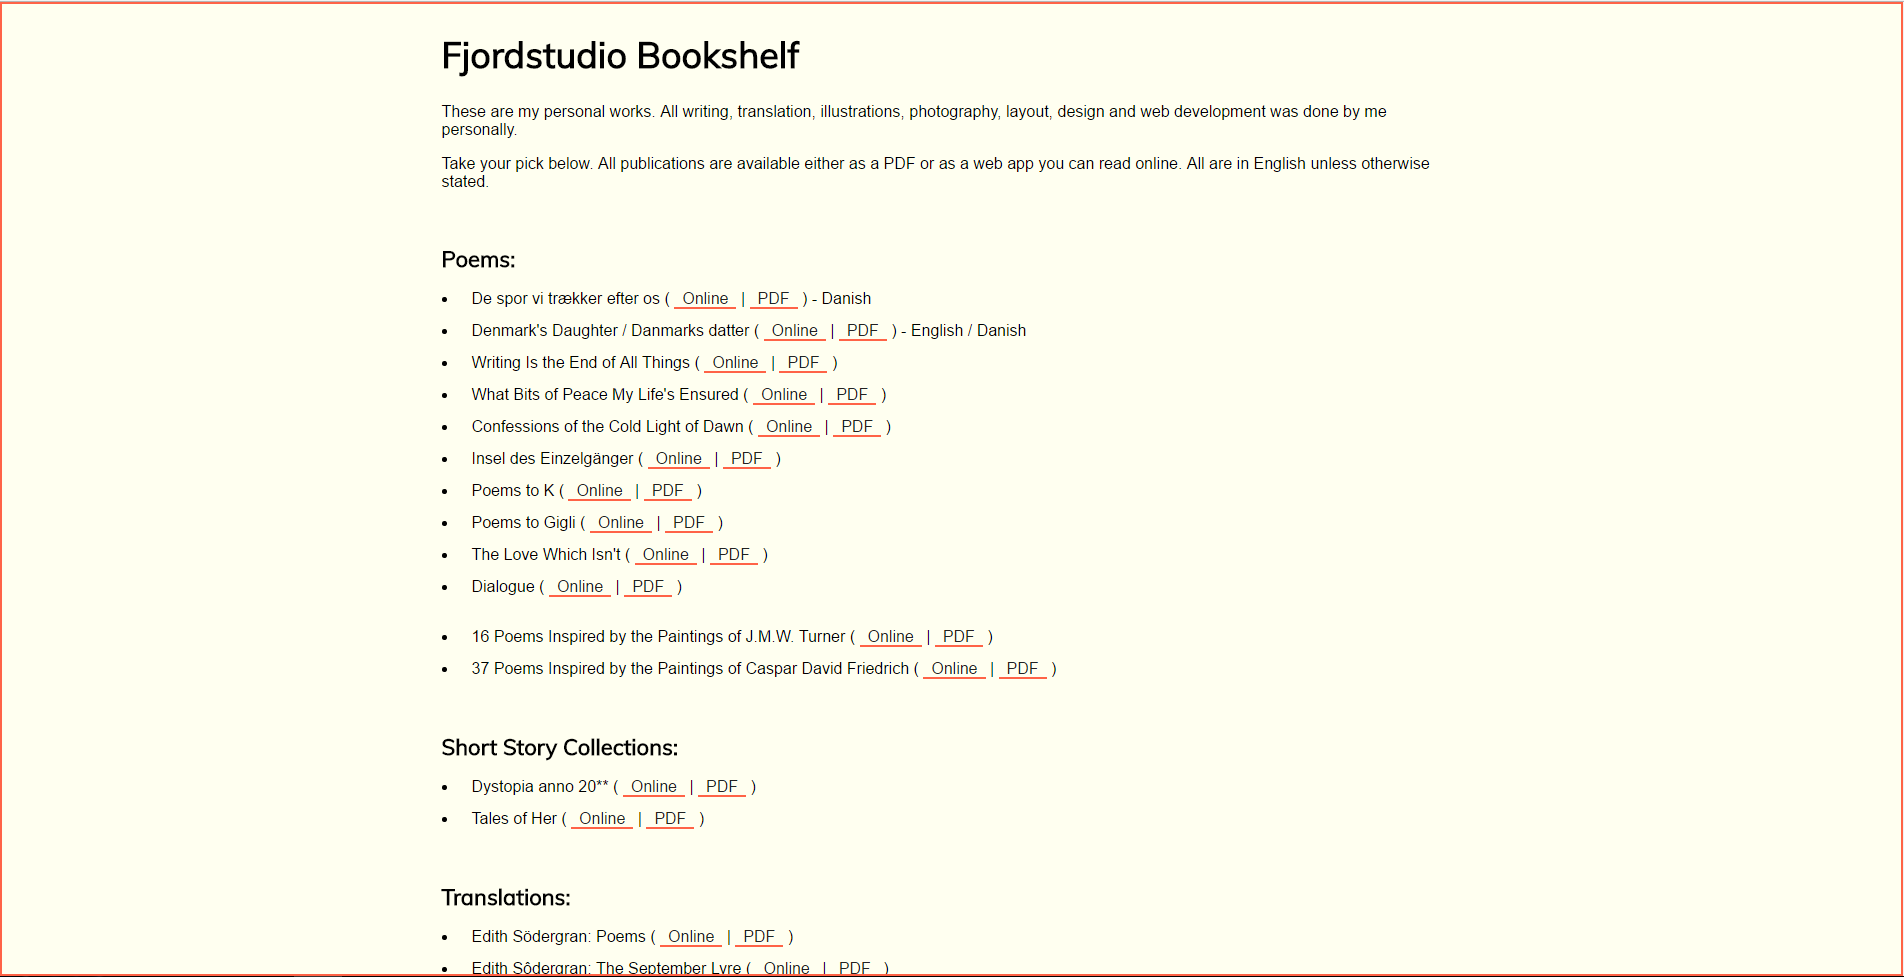 Fjordstudio Bookshelf
These are my personal works. All writing, translation, illustrations, photography, layout, design and web development was done by me
personally.
Take your pick below. All publications are available either as a PDF or as a web app you can read online. All are in English unless otherwise
stated.
Poems:
• De spor vi trækker efter os ( Online | PDF ) - Danish
• Denmark's Daughter / Danmarks datter ( Online | PDF ) - English / Danish
• Writing Is the End of All Things ( Online | PDF )
• What Bits of Peace My Life's Ensured ( Online | PDF )
• Confessions of the Cold Light of Dawn ( Online | PDF )
• Insel des Einzelgänger ( Online | PDF )
• Poems to K ( Online | PDF )
• Poems to Gigli ( Online | PDF )
• The Love Which Isn't ( Online | PDF )
• Dialogue ( Online | PDF )
• 16 Poems Inspired by the Paintings of J.M.W. Turner ( Online | PDF )
• 37 Poems Inspired by the Paintings of Caspar David Friedrich ( Online | PDF )
Short Story Collections:
• Dystopia anno 20** ( Online | PDF )
• Tales of Her ( Online | PDF )
Translations:
• Edith Södergran: Poems ( Online | PDF )
• Edith Södergran: The September Lyre ( Online | PDF )